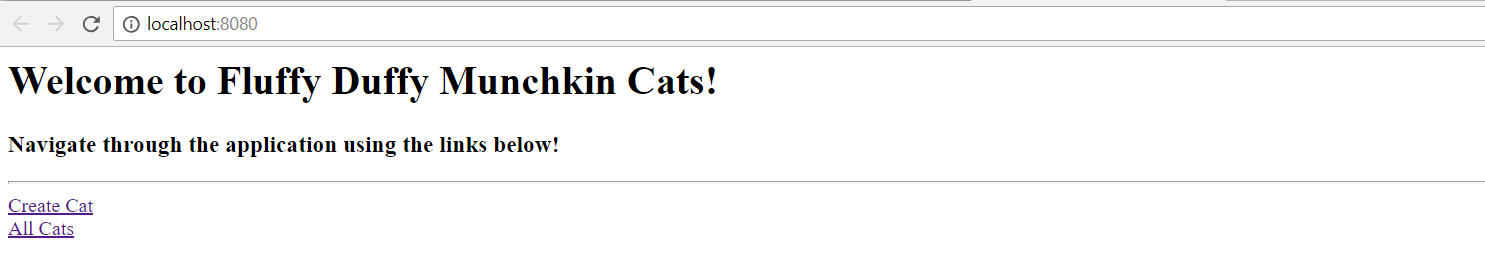 localhost:8080
Welcome to Fluffy Duffy Munchkin Cats!
Navigate through the application using the links below!
Create Cat
All Cats